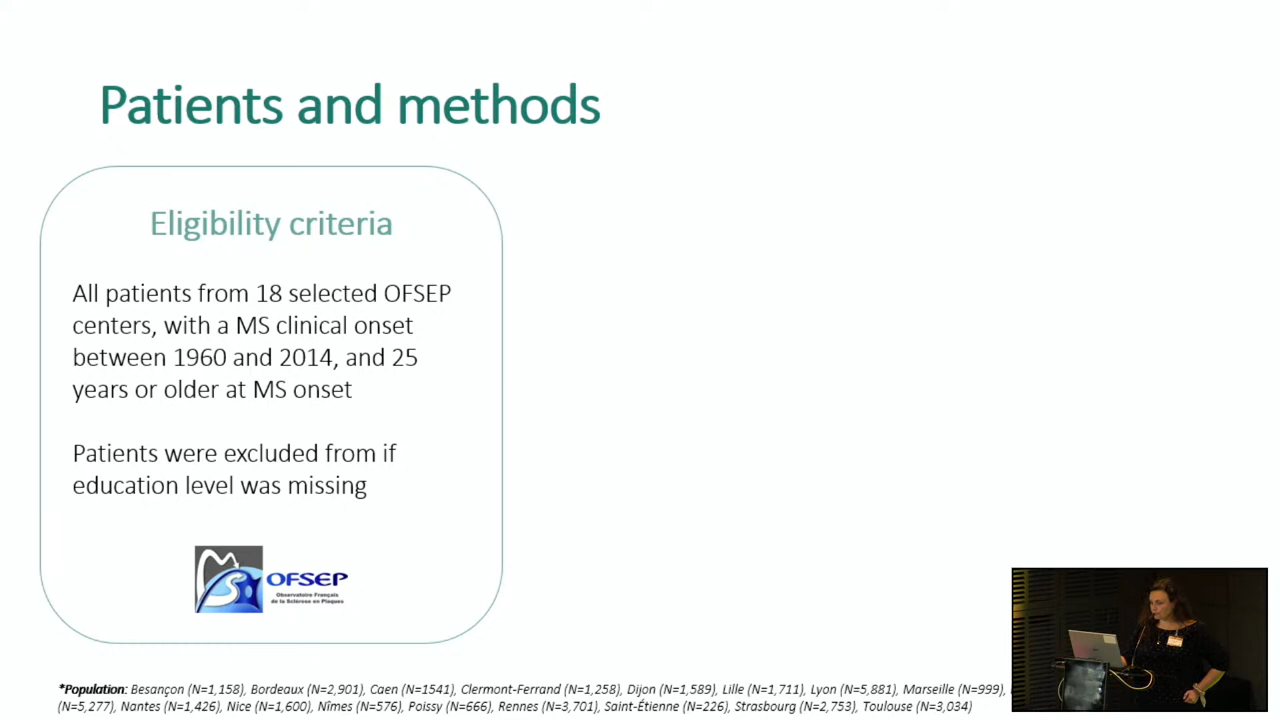 Patients and methods
Eligibility criteria
All patients from 18 selected OFSEP
centers, with a MS clinical onset
between 1960 and 2014, and 25
years or older at MS onset
Patients were excluded from if
education level was missing
OFSEP
Observatoire Français
de la Sclérose en Plaques
*Population: Besançon (N=1,158), Bordeaux (N=2,901), Caen (N=1541), Clermont-Ferrand (N=1,258), Dijon (N=1,589), Lille (N=1,711), Lyon (N=5,881), Marseille (N=999),
(N=5,277), Nantes (N=1,426), Nice (N=1,600), Nîmes (N=576), Poissy (N=666), Rennes (N=3,701), Saint-Étienne (N=226), Strasbourg (N=2,753), Toulouse (N=3,034)